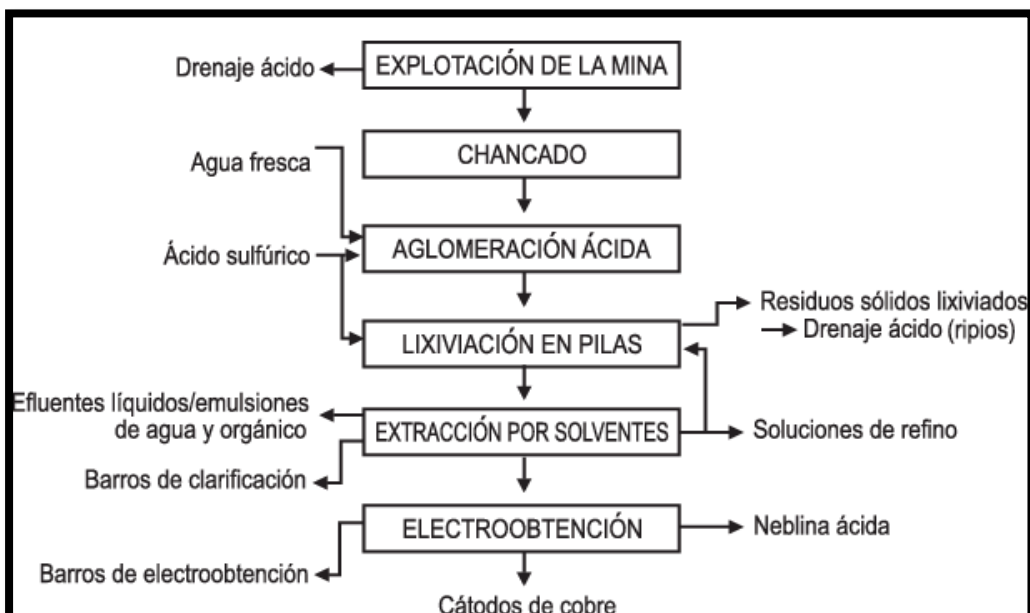 Drenaje ácido
EXPLOTACIÓN DE LA MINA
CHANCADO
Agua fresca
AGLOMERACIÓN ÁCIDA
Ácido sulfúrico
Residuos sólidos lixiviados
Drenaje ácido (ripios)
LIXIVIACIÓN EN PILAS
Efluentes líquidos/emulsiones
de agua y orgánico
EXTRACCIÓN POR SOLVENTES
Soluciones de refino
Barros de clarificación
ELECTROOBTENCIÓN
Neblina ácida
Barros de electroobtención
Cátodos de cobre